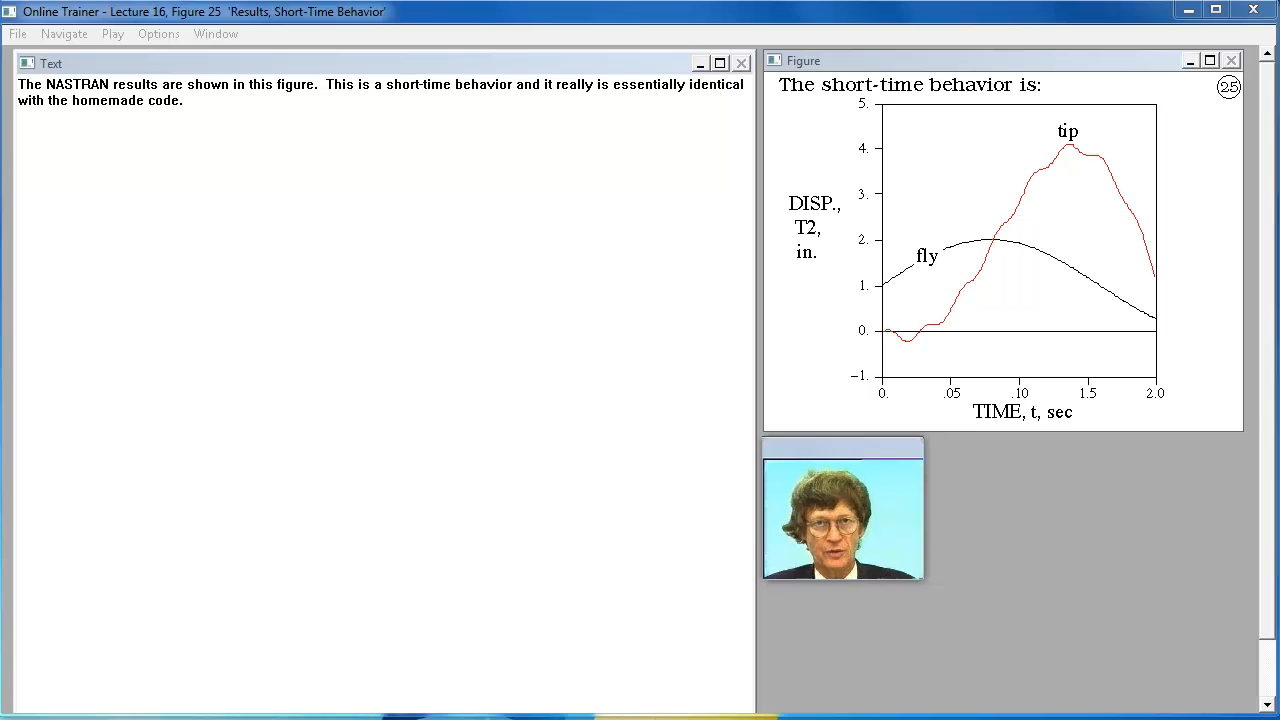 Online Trainer - Lecture 16, Figure 25 'Results, Short-Time Behavior'
File Navigate Play Options Window
Text
The NASTRAN results are shown in this figure. This is a short-time behavior and it really is essentially identical
with the homemade code.
Figure
The short-time behavior is:
25
5.
4.
3.
2.
1.
0.
−1.
DISP.,
T2,
in.
tip
fly
0. .05 .10 1.5 2.0
TIME, t, sec